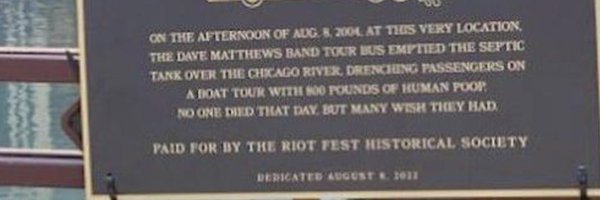 ON THE AFTERNOON OF AUG. 8, 2004, AT THIS VERY LOCATION,
THE DAVE MATTHEWS BAND TOUR BUS EMPTIED THE SEPTIC
TANK OVER THE CHICAGO RIVER, DRENCHING PASSENGERS ON
A BOAT TOUR WITH 800 POUNDS OF HUMAN POOP.
NO ONE DIED THAT DAY, BUT MANY WISH THEY HAD.
PAID FOR BY THE RIOT FEST HISTORICAL SOCIETY
DEDICATED AUGUST 8, 2022